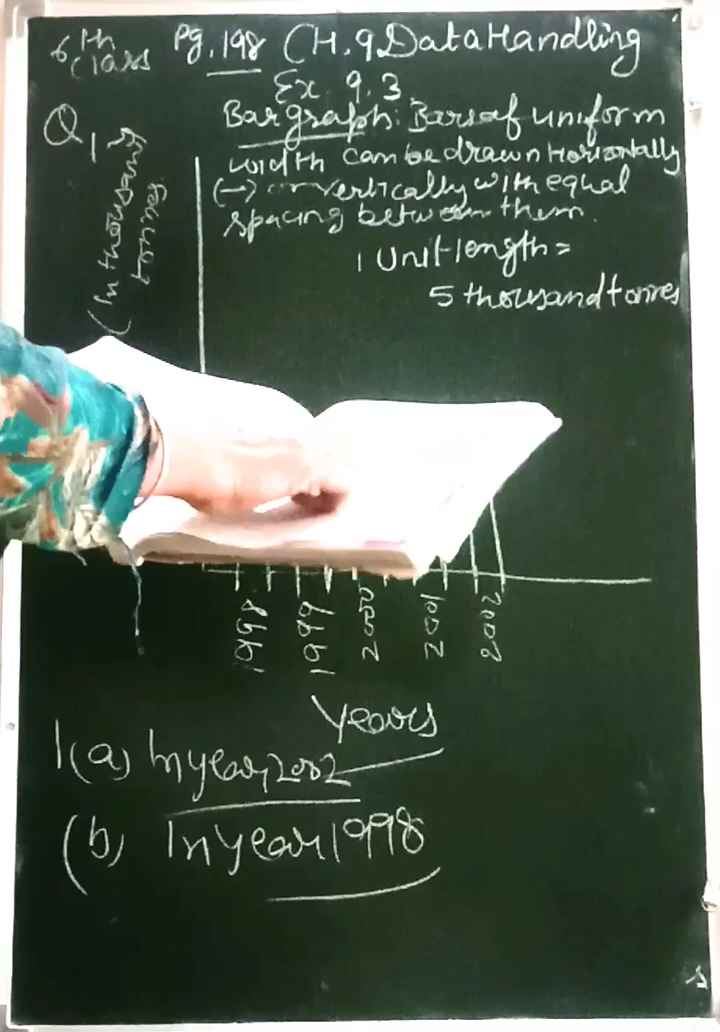 6th Class Pg. 198 CH. 9 Data Handling
Ex 9.3
Q1
Bar graph: Bars of uniform
width can be drawn Horizontally
(→) or vertically with equal
spacing between them.
1 Unit length =
5 thousand tonnes
(In thousand
tonnes
1998 1999 2000 2001 2002
Years
1(a) In year, 2002
(b) In year 1998